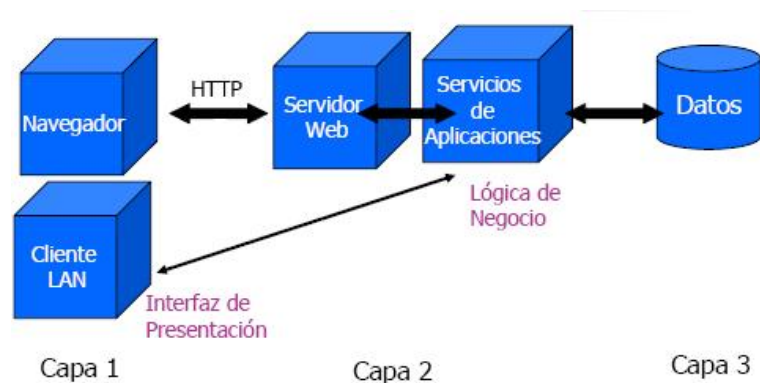 Navegador
HTTP
Servidor
Web
Servicios
de
Aplicaciones
Datos
Cliente
LAN
Interfaz de
Presentación
Lógica de
Negocio
Capa 1
Capa 2
Capa 3